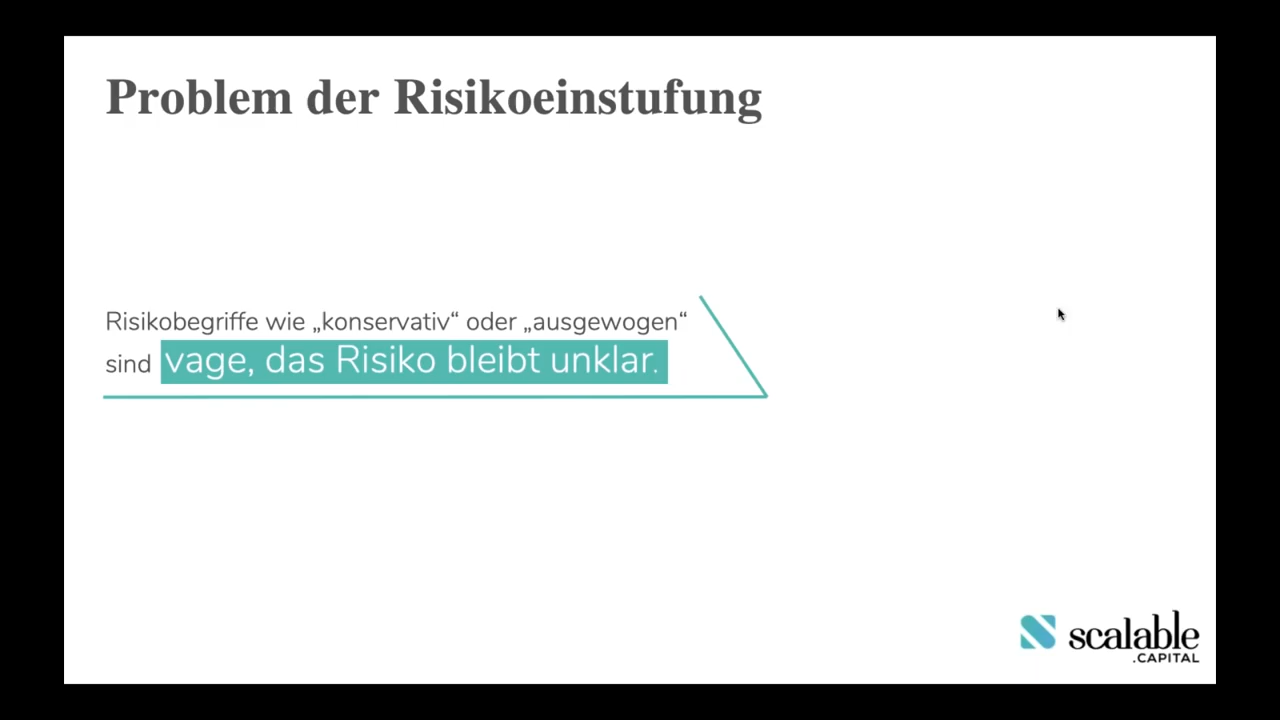 Problem der Risikoeinstufung
Risikobegriffe wie „konservativ“ oder „ausgewogen“
sind vage, das Risiko bleibt unklar.
scalable
.CAPITAL